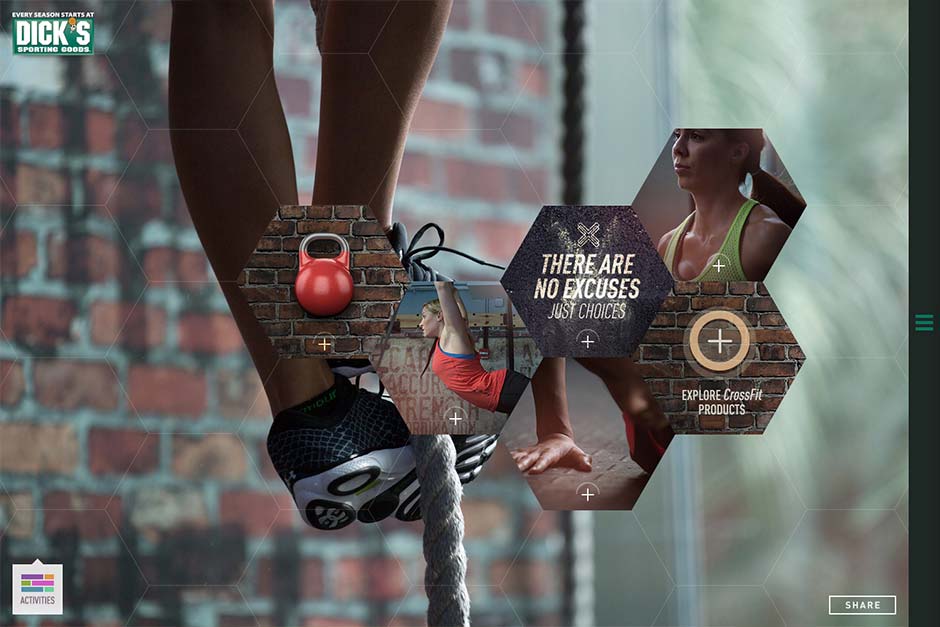 EVERY SEASON STARTS AT
DICK'S
SPORTING GOODS.
THERE ARE
NO EXCUSES
JUST CHOICES
EXPLORE CrossFit
PRODUCTS
ACTIVITIES
SHARE